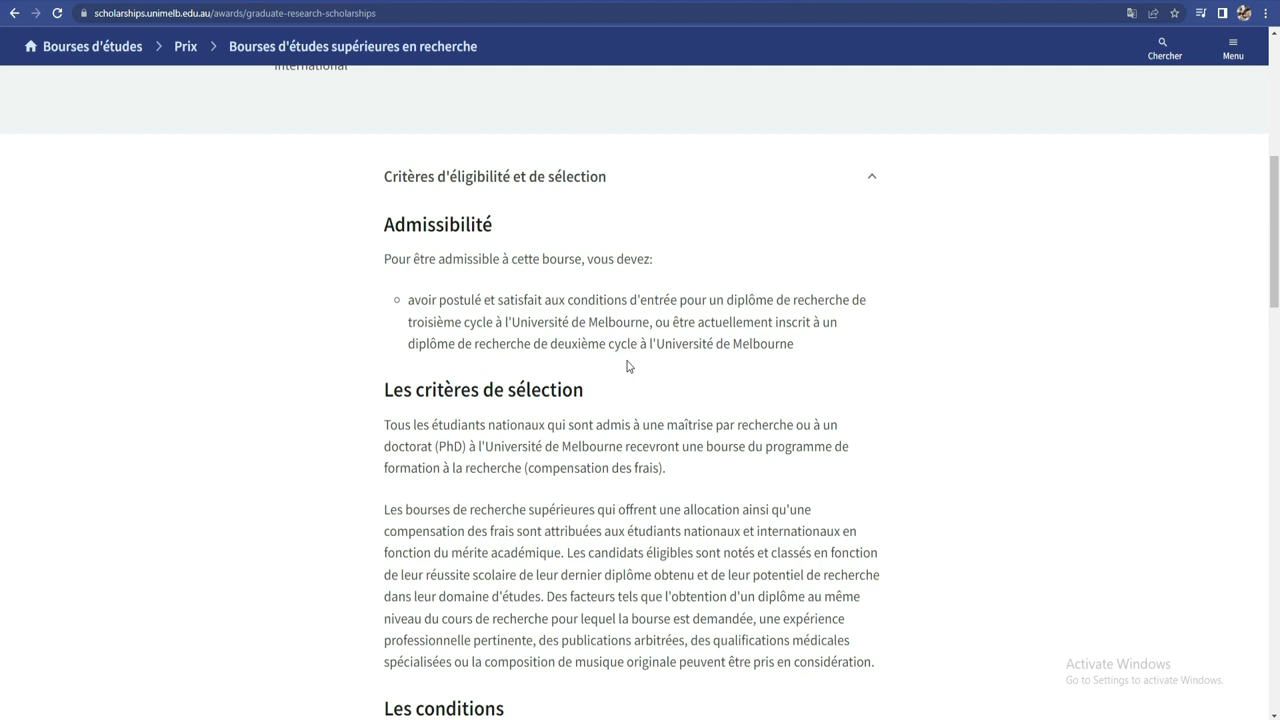 scholarships.unimelb.edu.au/awards/graduate-research-scholarships
Bourses d'études
Prix
Bourses d'études supérieures en recherche
Chercher
Menu
international
Critères d'éligibilité et de sélection
Admissibilité
Pour être admissible à cette bourse, vous devez:
avoir postulé et satisfait aux conditions d'entrée pour un diplôme de recherche de
troisième cycle à l'Université de Melbourne, ou être actuellement inscrit à un
diplôme de recherche de deuxième cycle à l'Université de Melbourne
Les critères de sélection
Tous les étudiants nationaux qui sont admis à une maîtrise par recherche ou à un
doctorat (PhD) à l'Université de Melbourne recevront une bourse du programme de
formation à la recherche (compensation des frais).
Les bourses de recherche supérieures qui offrent une allocation ainsi qu'une
compensation des frais sont attribuées aux étudiants nationaux et internationaux en
fonction du mérite académique. Les candidats éligibles sont notés et classés en fonction
de leur réussite scolaire de leur dernier diplôme obtenu et de leur potentiel de recherche
dans leur domaine d'études. Des facteurs tels que l'obtention d'un diplôme au même
niveau du cours de recherche pour lequel la bourse est demandée, une expérience
professionnelle pertinente, des publications arbitrées, des qualifications médicales
spécialisées ou la composition de musique originale peuvent être pris en considération.
Les conditions
Activate Windows
Go to Settings to activate Windows.